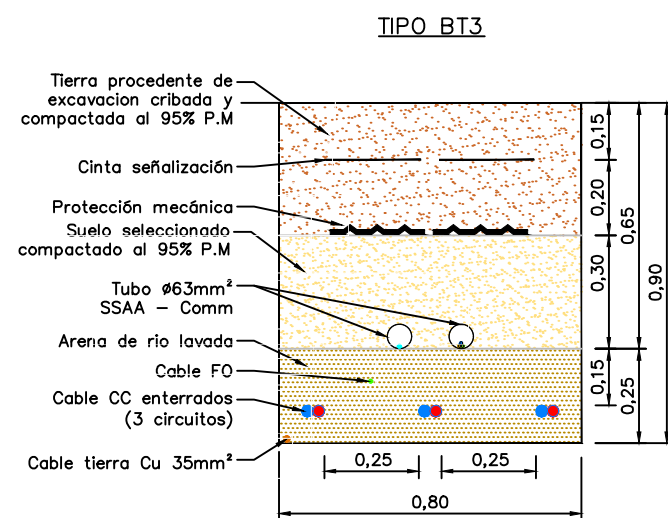 TIPO BT3
Tierra procedente de
excavacion cribada y
compactada al 95% P.M
Cinta señalización
Protección mecánica
Suelo seleccionado
compactado al 95% P.M
Tubo ø63mm²
SSAA – Comm
Arena de rio lavada
Cable FO
Cable CC enterrados
(3 circuitos)
Cable tierra Cu 35mm²
0,15
0,20
0,30
0,15
0,65
0,25
0,90
0,25
0,25
0,80